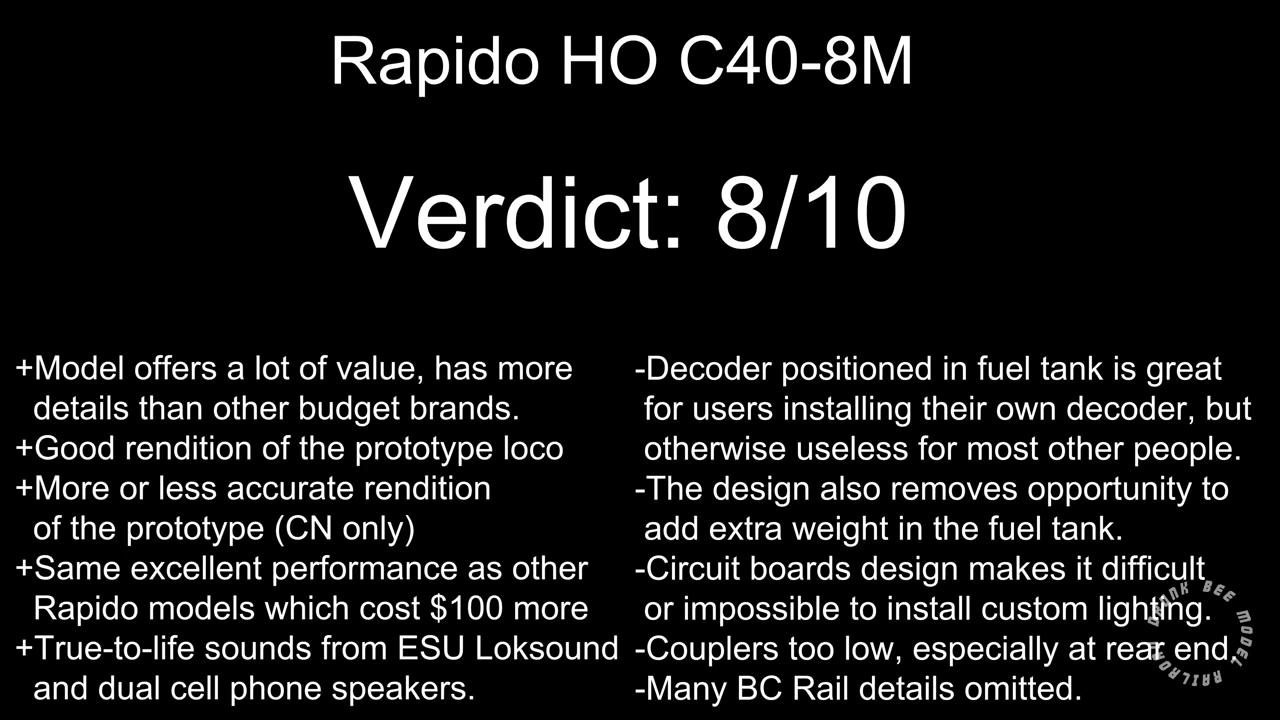 Rapido HO C40-8M
Verdict: 8/10
+Model offers a lot of value, has more
details than other budget brands.
+Good rendition of the prototype loco
+More or less accurate rendition
of the prototype (CN only)
+Same excellent performance as other
Rapido models which cost $100 more
+True-to-life sounds from ESU Loksound
and dual cell phone speakers.
-Decoder positioned in fuel tank is great
for users installing their own decoder, but
otherwise useless for most other people.
-The design also removes opportunity to
add extra weight in the fuel tank.
-Circuit boards design makes it difficult
or impossible to install custom lighting.
-Couplers too low, especially at rear end.
-Many BC Rail details omitted.
BEE MODEL RAILROAD